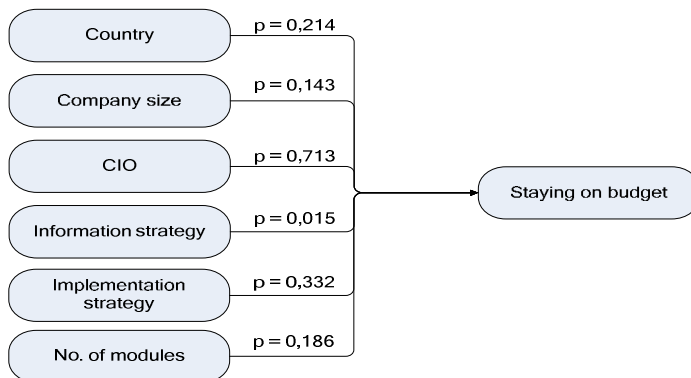 Country
p = 0,214
Company size
p = 0,143
CIO
p = 0,713
Staying on budget
Information strategy
p = 0,015
Implementation
strategy
p = 0,332
No. of modules
p = 0,186